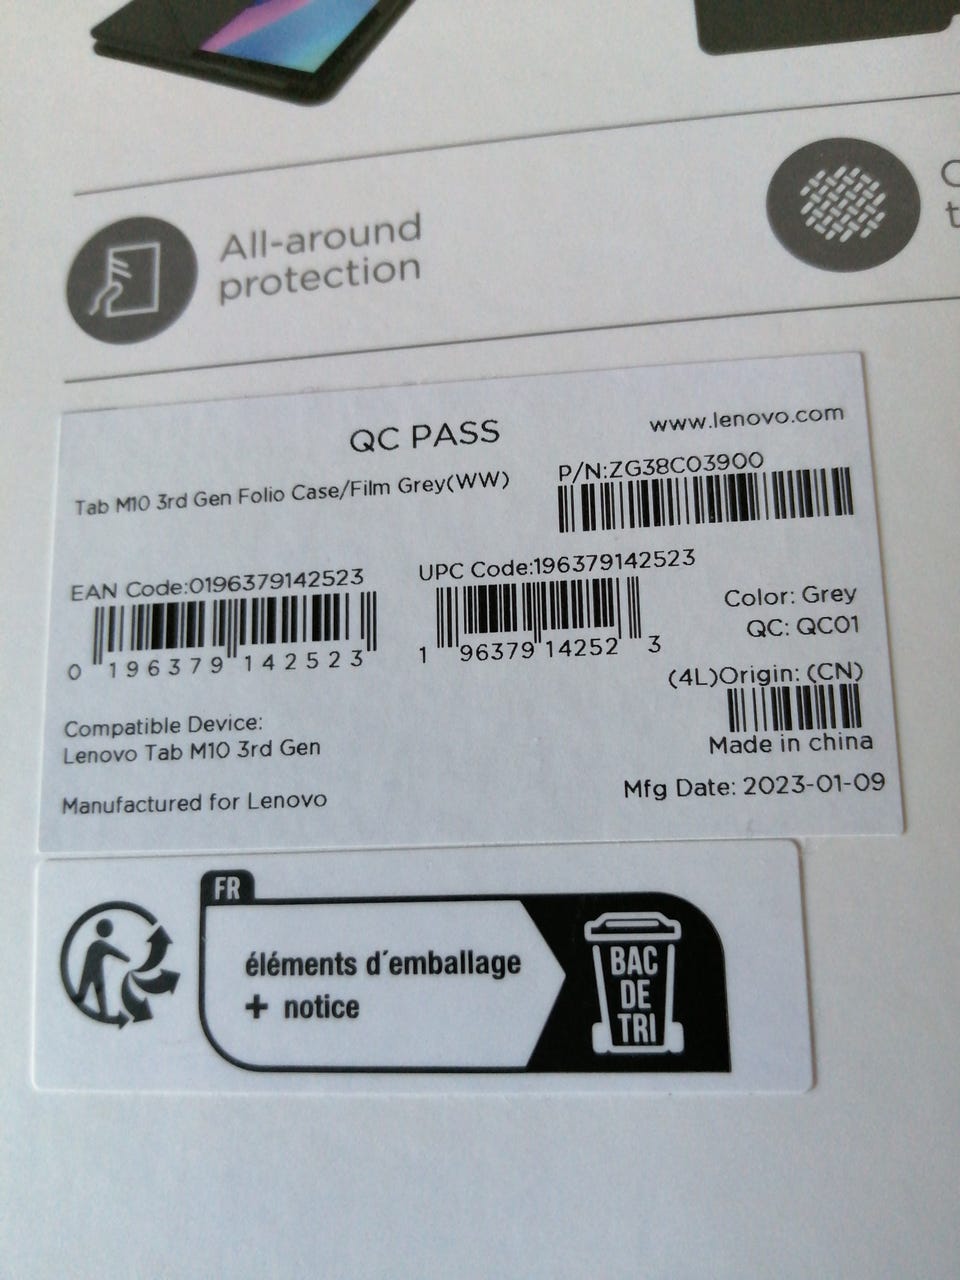 All-around
protection
QC PASS
www.lenovo.com
Tab M10 3rd Gen Folio Case/Film Grey(WW)
P/N:ZG38C03900
EAN Code:0196379142523
0 196379 142523
UPC Code:196379142523
1 96379 14252 3
Color: Grey
QC: QC01
(4L)Origin: (CN)
Made in china
Compatible Device:
Lenovo Tab M10 3rd Gen
Manufactured for Lenovo
Mfg Date: 2023-01-09
FR
éléments d´emballage
+ notice
BAC
DE
TRI